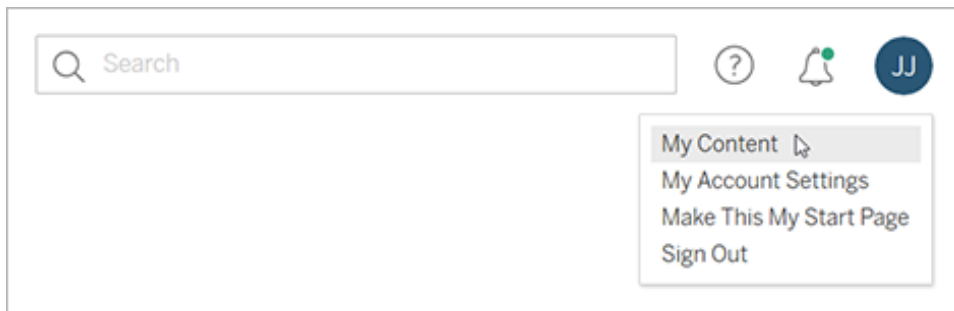 Search
?
JJ
My Content
My Account Settings
Make This My Start Page
Sign Out